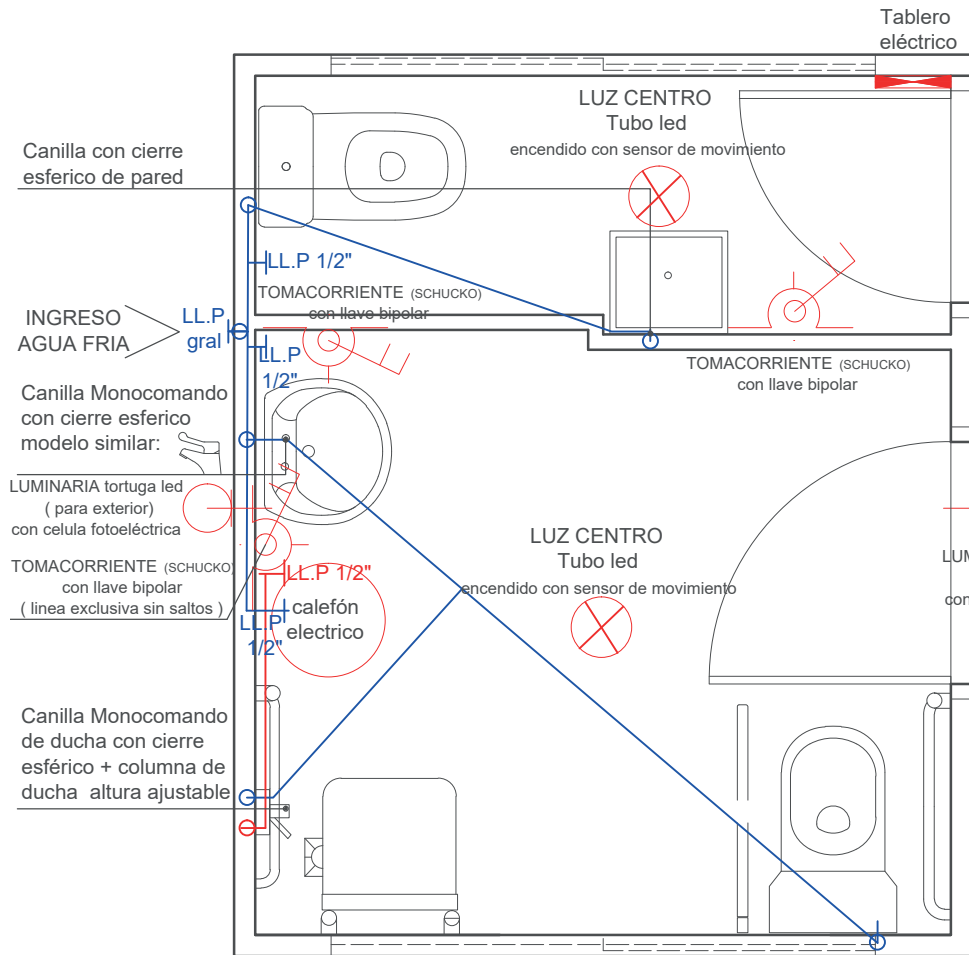 Tablero
eléctrico
LUZ CENTRO
Tubo led
encendido con sensor de movimiento
Canilla con cierre
esferico de pared
LL.P 1/2"
TOMACORRIENTE (SCHUCKO)
con llave bipolar
INGRESO
AGUA FRIA
LL.P
gral
LL.P
1/2"
TOMACORRIENTE (SCHUCKO)
con llave bipolar
Canilla Monocomando
con cierre esferico
modelo similar:
LUMINARIA tortuga led
( para exterior)
con celula fotoeléctrica
LUZ CENTRO
Tubo led
encendido con sensor de movimiento
LUM
con
TOMACORRIENTE (SCHUCKO)
con llave bipolar
( linea exclusiva sin saltos )
LL.P 1/2"
calefón
electrico
LL.P
1/2"
Canilla Monocomando
de ducha con cierre
esférico + columna de
ducha altura ajustable